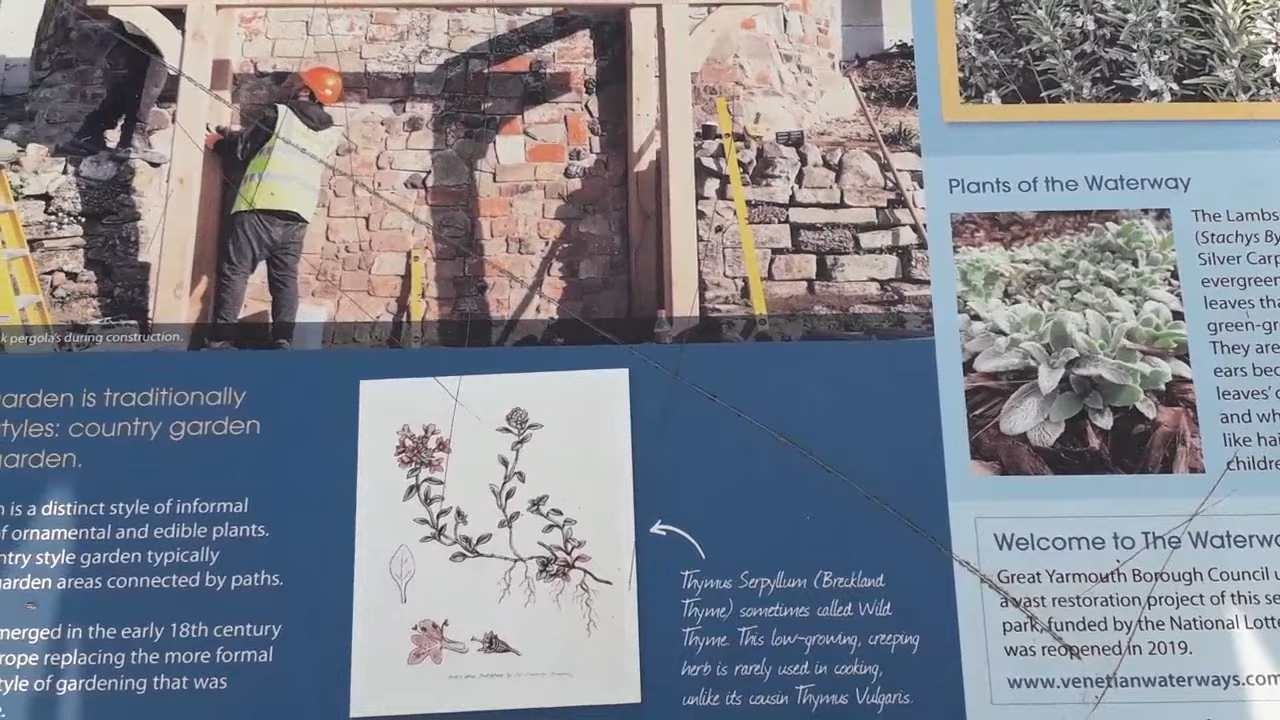 k pergola's during construction.
arden is traditionally
tyles: country garden
arden.
n is a distinct style of informal
f ornamental and edible plants.
ntry style garden typically
arden areas connected by paths.
merged in the early 18th century
rope replacing the more formal
tyle of gardening that was
e.
Thymus Serpyllum (Breckland
Thyme) sometimes called Wild
Thyme. This low-growing, creeping
herb is rarely used in cooking,
unlike its cousin Thymus Vulgaris.
Plants of the Waterway
The Lambs
(Stachys By
Silver Carp
evergreen
leaves tha
green-gr
They are
ears bec
leaves'
and wh
like hai
childre
Welcome to The Waterw
Great Yarmouth Borough Council u
a vast restoration project of this se
park, funded by the National Lotte
was reopened in 2019.
www.venetianwaterways.com